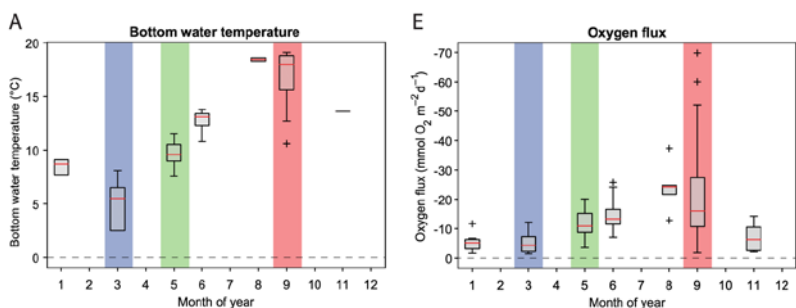 A
Bottom water temperature
Bottom water temperature (°C)
20
15
10
5
0
1 2 3 4 5 6 7 8 9 10 11 12
Month of year
E
Oxygen flux
Oxygen flux (mmol O₂ m⁻² d⁻¹)
-70
-60
-50
-40
-30
-20
-10
0
1 2 3 4 5 6 7 8 9 10 11 12
Month of year